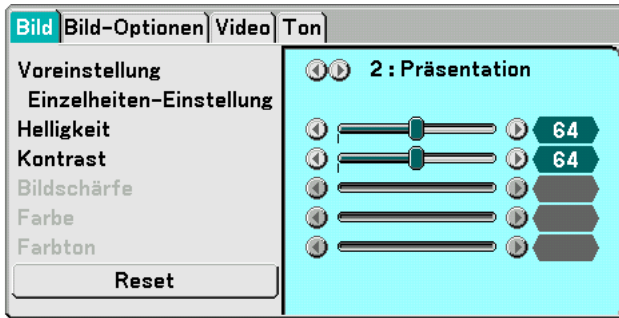 Bild Bild-Optionen Video Ton
Voreinstellung 2 : Präsentation
Einzelheiten-Einstellung
Helligkeit 64
Kontrast 64
Bildschärfe
Farbe
Farbton
Reset